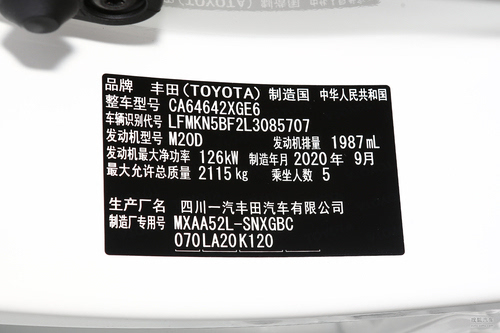 品牌 丰田(TOYOTA) 制造国 中华人民共和国
整车型号 CA64642XGE6
车辆识别代号 LFMKN5BF2L3085707
发动机型号 M20D 发动机排量 1987mL
发动机最大净功率 126kW 制造年月 2020年 9月
最大允许总质量 2115kg 乘坐人数 5
生产厂名 四川一汽丰田汽车有限公司
制造厂专用号 MXAA52L-SNXGBC
070LA20K120